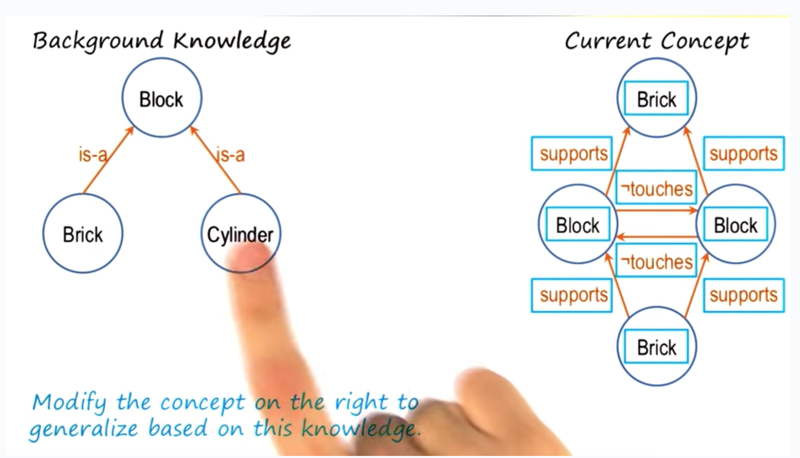 Background Knowledge
Block
is-a
is-a
Brick
Cylinder
Current Concept
Brick
supports
supports
¬touches
Block
Block
¬touches
supports
supports
Brick
Modify the concept on the right to
generalize based on this knowledge.